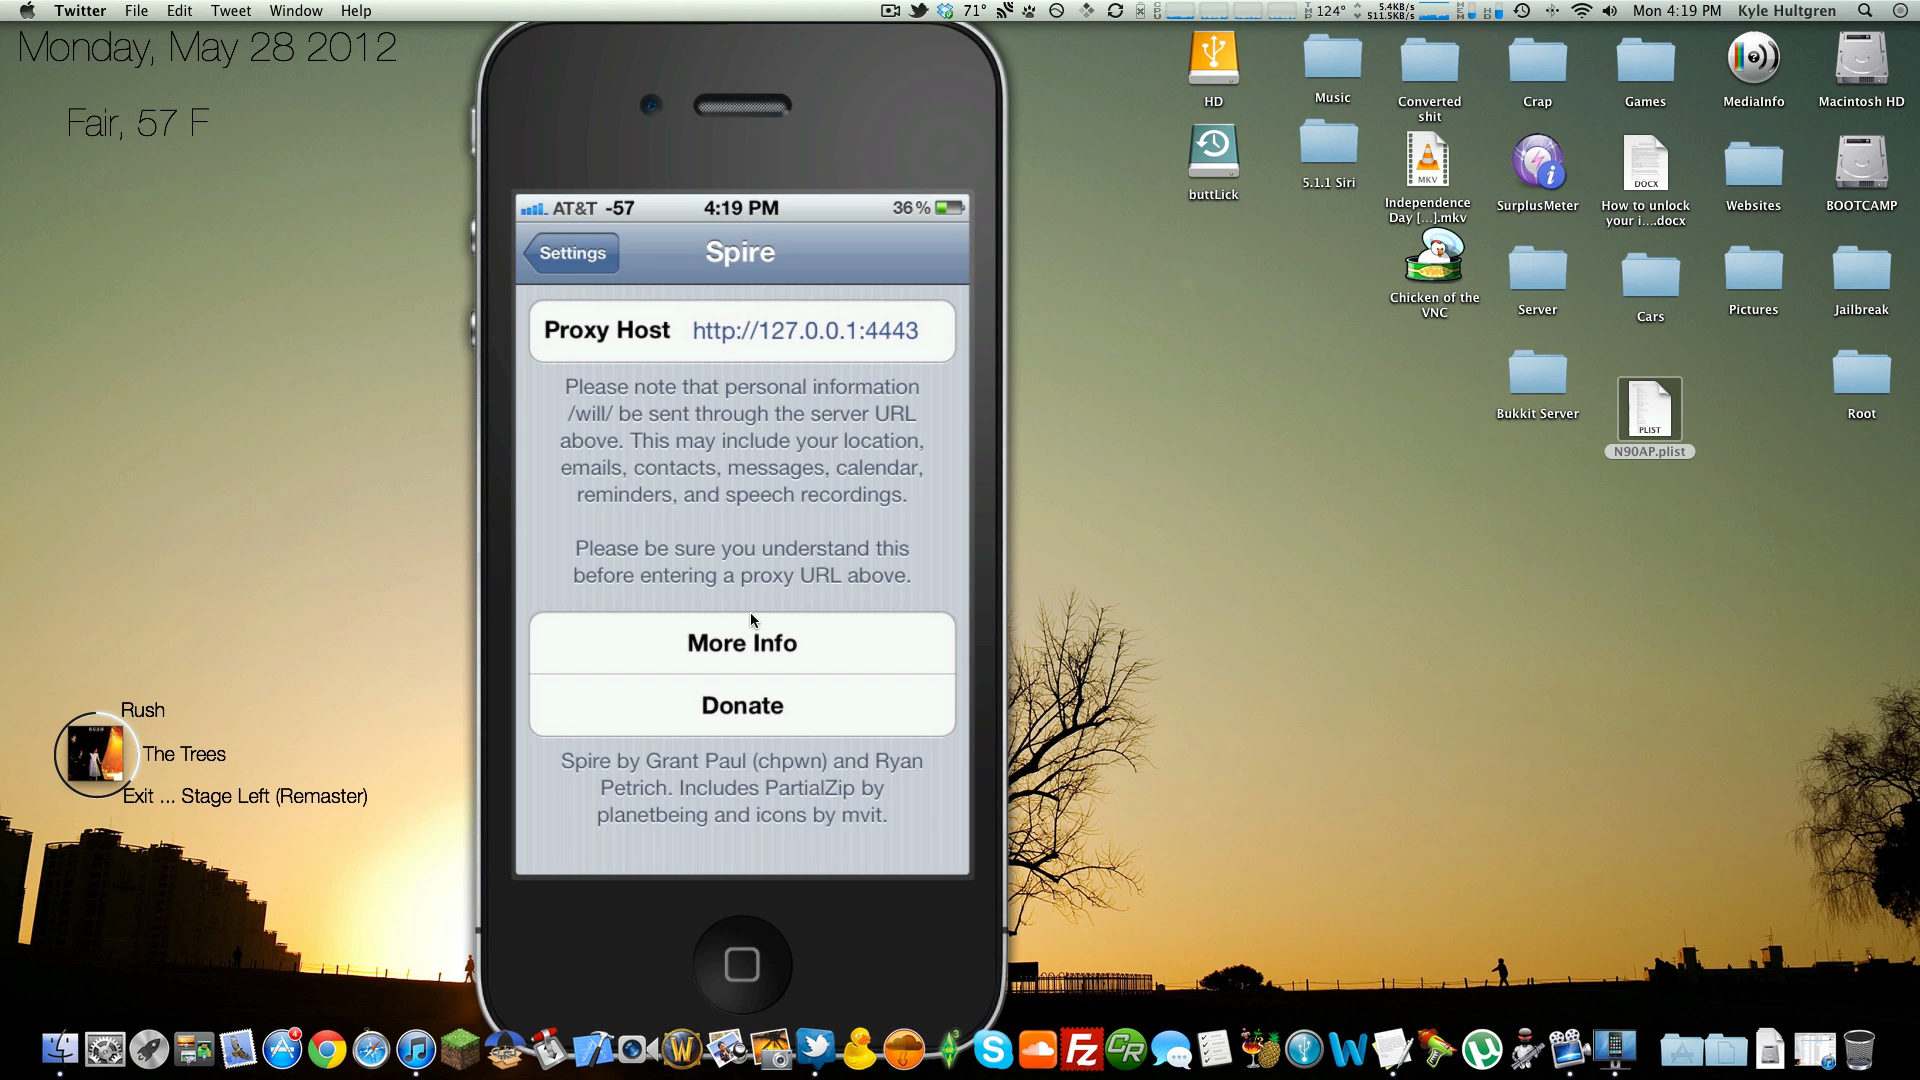 Twitter File Edit Tweet Window Help
71° 124° 5.4KB/s 511.5KB/s Mon 4:19 PM Kyle Hultgren
Monday, May 28 2012
Fair, 57 F
AT&T -57 4:19 PM 36%
Settings Spire
Proxy Host http://127.0.0.1:4443
Please note that personal information
/will/ be sent through the server URL
above. This may include your location,
emails, contacts, messages, calendar,
reminders, and speech recordings.
Please be sure you understand this
before entering a proxy URL above.
More Info
Donate
Spire by Grant Paul (chpwn) and Ryan
Petrich. Includes PartialZip by
planetbeing and icons by mvit.
Rush
The Trees
Exit ... Stage Left (Remaster)
HD
Music
Converted
shit
Crap
Games
MediaInfo
Macintosh HD
buttLick
5.1.1 Siri
MKV
Independence
Day [...].mkv
SurplusMeter
DOCX
How to unlock
your i....docx
Websites
BOOTCAMP
Chicken of the
VNC
Server
Cars
Pictures
Jailbreak
Bukkit Server
PLIST
N90AP.plist
Root